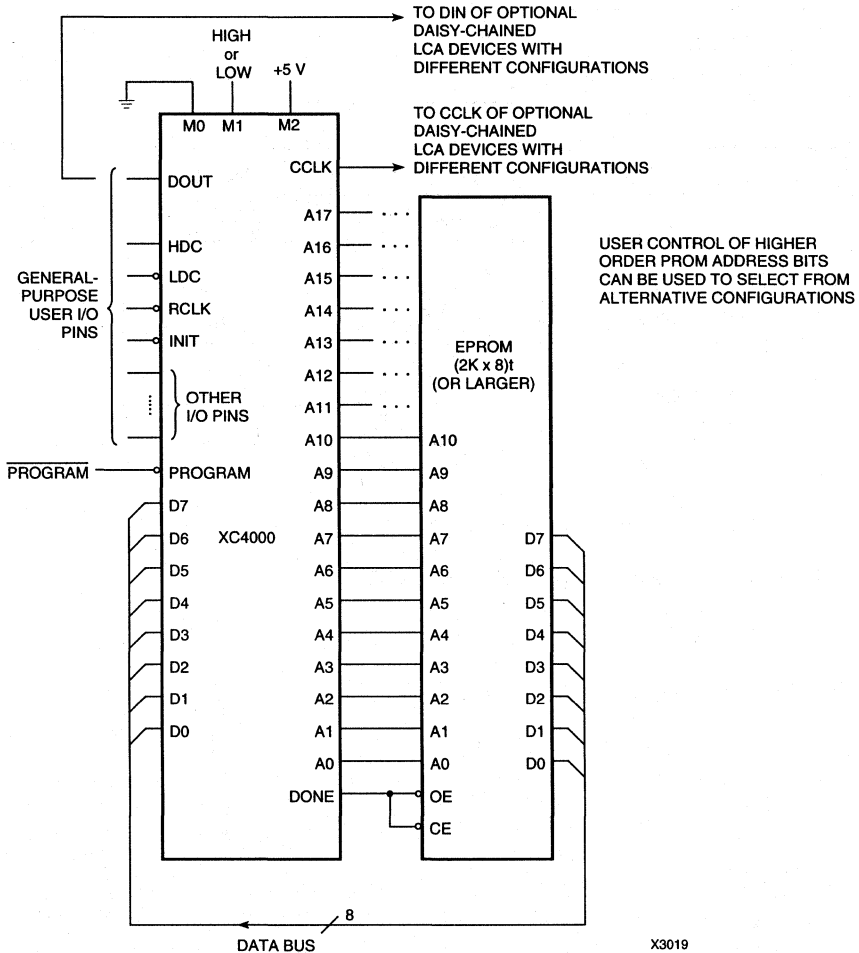 TO DIN OF OPTIONAL
DAISY-CHAINED
LCA DEVICES WITH
DIFFERENT CONFIGURATIONS
HIGH
or
LOW
+5 V
M0 M1 M2
TO CCLK OF OPTIONAL
DAISY-CHAINED
LCA DEVICES WITH
DIFFERENT CONFIGURATIONS
CCLK
DOUT
HDC
LDC
RCLK
INIT
GENERAL-
PURPOSE
USER I/O
PINS
OTHER
I/O PINS
PROGRAM
PROGRAM
D7
D6
D5
D4
D3
D2
D1
D0
XC4000
A17
A16
A15
A14
A13
A12
A11
A10
A9
A8
A7
A6
A5
A4
A3
A2
A1
A0
DONE
EPROM
(2K x 8)t
(OR LARGER)
A10
A9
A8
A7
A6
A5
A4
A3
A2
A1
A0
OE
CE
D7
D6
D5
D4
D3
D2
D1
D0
USER CONTROL OF HIGHER
ORDER PROM ADDRESS BITS
CAN BE USED TO SELECT FROM
ALTERNATIVE CONFIGURATIONS
8
DATA BUS
X3019